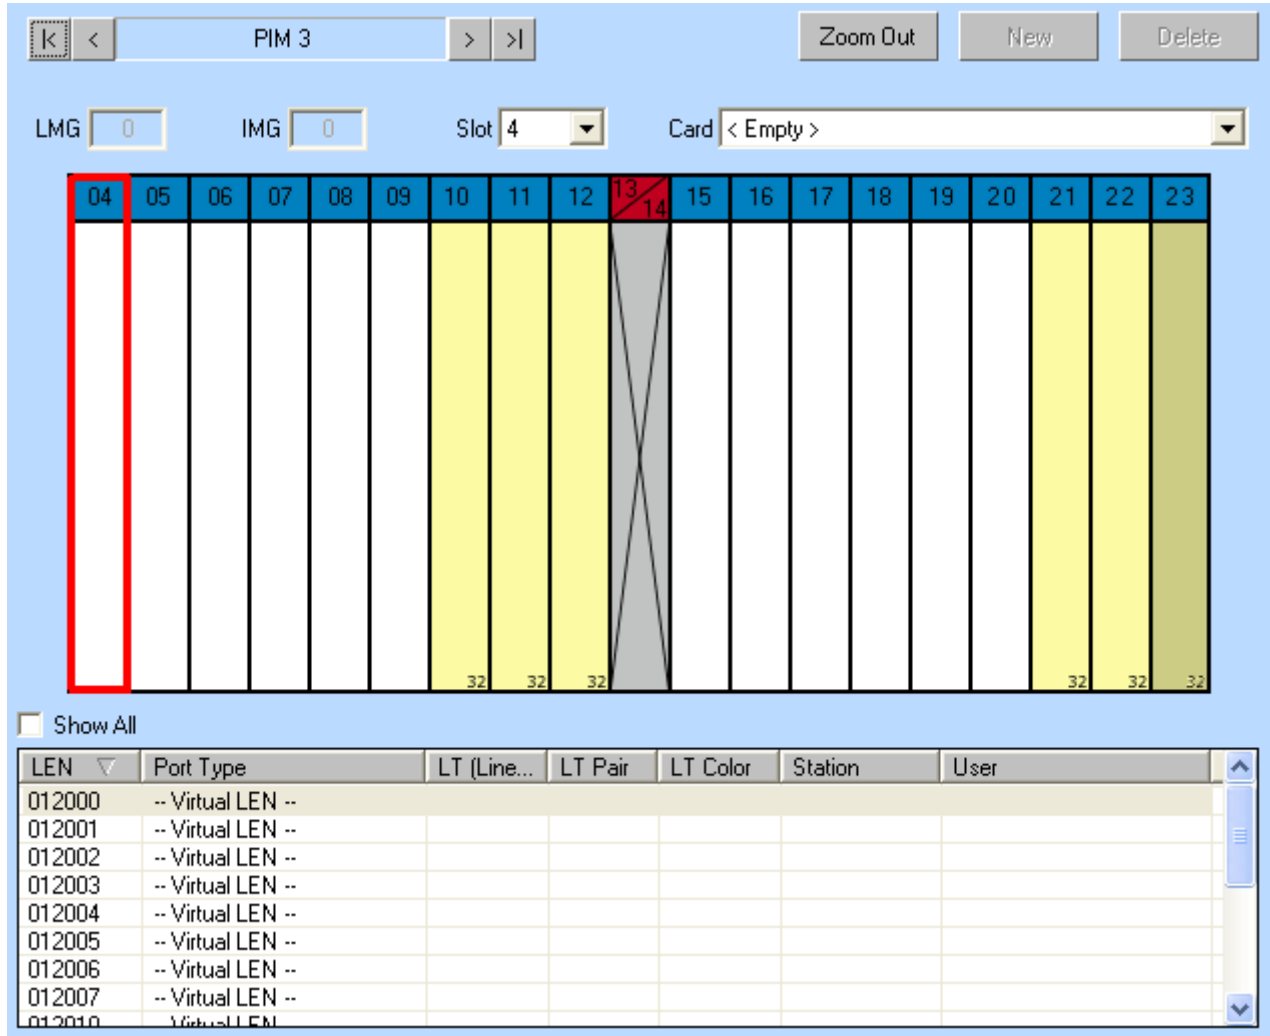 |< < PIM 3 > >| Zoom Out New Delete
LMG 0 IMG 0 Slot 4 Card < Empty >
04 05 06 07 08 09 10 11 12 13/14 15 16 17 18 19 20 21 22 23
32 32 32 32 32 32
Show All
LEN Port Type LT (Line... LT Pair LT Color Station User
012000 -- Virtual LEN --
012001 -- Virtual LEN --
012002 -- Virtual LEN --
012003 -- Virtual LEN --
012004 -- Virtual LEN --
012005 -- Virtual LEN --
012006 -- Virtual LEN --
012007 -- Virtual LEN --
012010 Virtual LEN